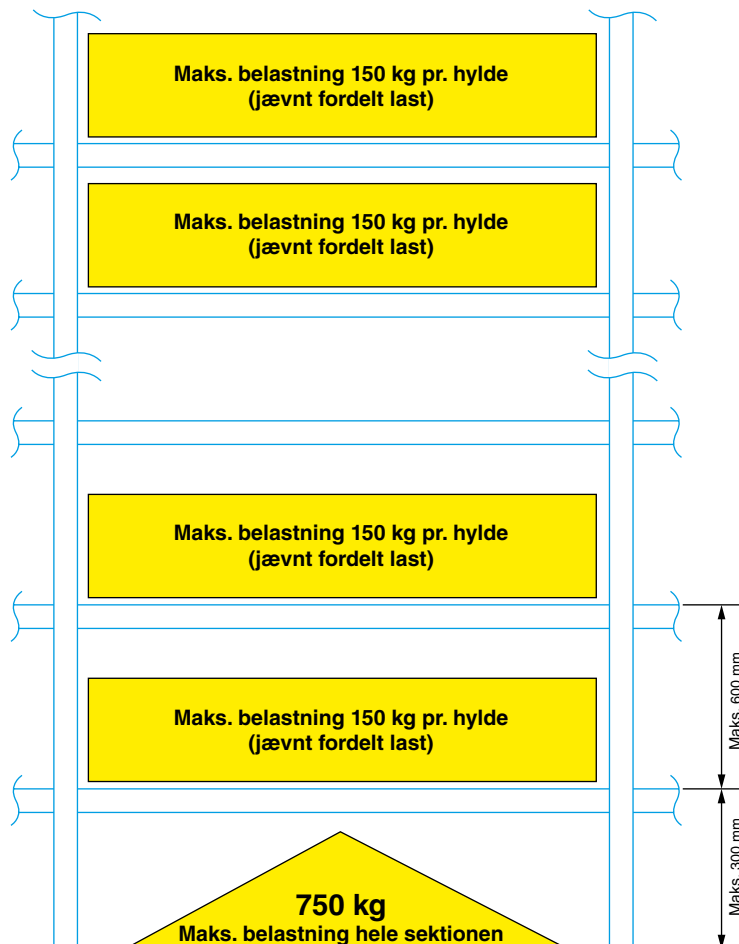 Maks. belastning 150 kg pr. hylde
(jævnt fordelt last)
Maks. belastning 150 kg pr. hylde
(jævnt fordelt last)
Maks. belastning 150 kg pr. hylde
(jævnt fordelt last)
Maks. 600 mm
Maks. belastning 150 kg pr. hylde
(jævnt fordelt last)
Maks. 300 mm
750 kg
Maks. belastning hele sektionen